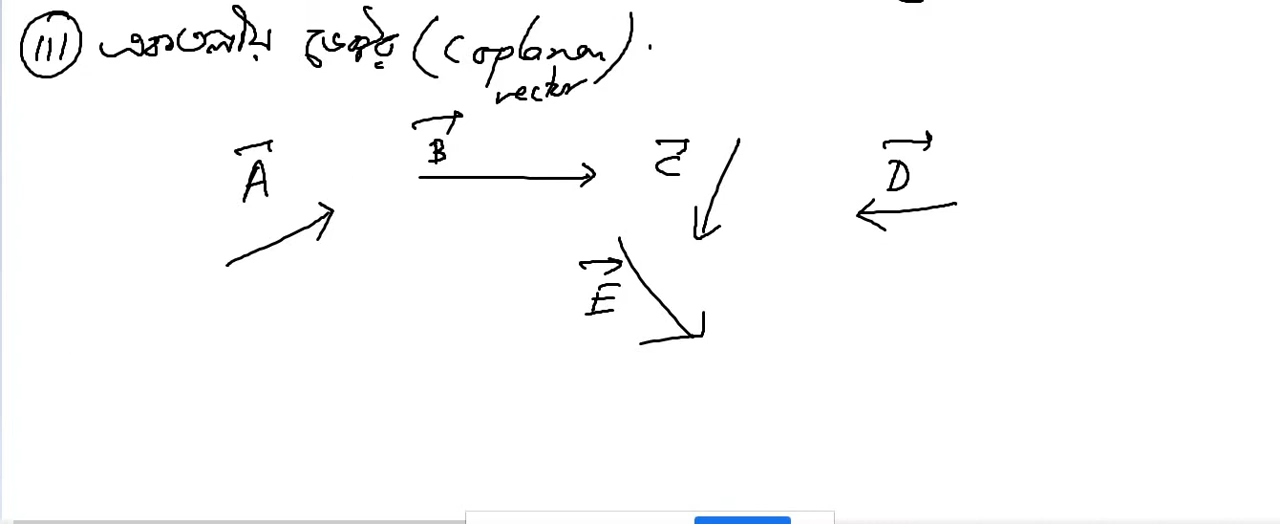 (III) একতলীয় ভেক্টর (Coplanar
vector).
A⃗ B⃗ C⃗ D⃗
E⃗